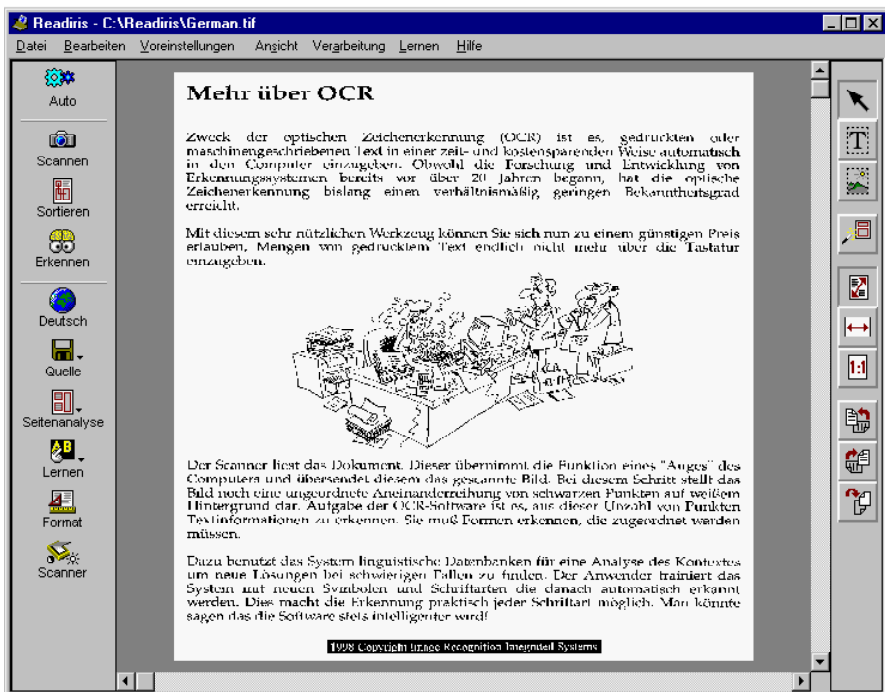 Readiris - C:\Readiris\German.tif
Datei Bearbeiten Voreinstellungen Ansicht Verarbeitung Lernen Hilfe
Auto
Scannen
Sortieren
Erkennen
Deutsch
Quelle
Seitenanalyse
Lernen
Format
Scanner
Mehr über OCR
Zweck der optischen Zeichenerkennung (OCR) ist es, gedruckten oder
maschinengeschriebenen Text in einer zeit- und kostensparenden Weise automatisch
in den Computer einzugeben. Obwohl die Forschung und Entwicklung von
Erkennungssystemen bereits vor über 20 Jahren begann, hat die optische
Zeichenerkennung bislang einen verhältnismäßig geringen Bekanntheitsgrad
erreicht.
Mit diesem sehr nützlichen Werkzeug können Sie sich nun zu einem günstigen Preis
erlauben, Mengen von gedrucktem Text endlich nicht mehr über die Tastatur
einzugeben.
Der Scanner liest das Dokument. Dieser übernimmt die Funktion eines "Auges" des
Computers und übersendet diesem das gescannte Bild. Bei diesem Schritt stellt das
Bild noch eine ungeordnete Aneinanderreihung von schwarzen Punkten auf weißem
Hintergrund dar. Aufgabe der OCR-Software ist es, aus dieser Unzahl von Punkten
Textinformationen zu erkennen. Sie muß Formen erkennen, die zugeordnet werden
müssen.
Dazu benutzt das System linguistische Datenbanken für eine Analyse des Kontextes
um neue Lösungen bei schwierigen Fällen zu finden. Der Anwender trainiert das
System mit neuen Symbolen und Schriftarten die danach automatisch erkannt
werden. Dies macht die Erkennung praktisch jeder Schriftart möglich. Man könnte
sagen das die Software stets intelligenter wird!
1998 Copyright Image Recognition Integrated Systems
T
1:1